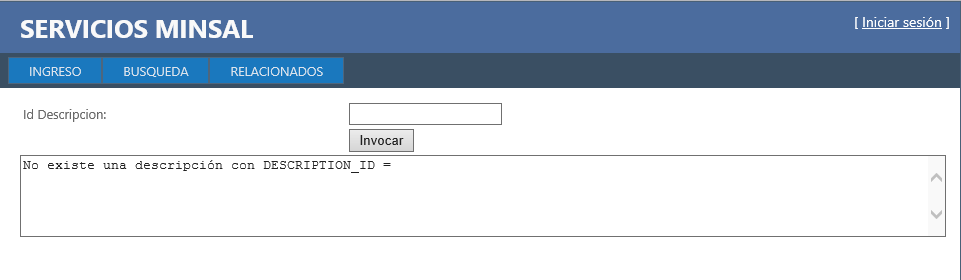 SERVICIOS MINSAL
[ Iniciar sesión ]
INGRESO BUSQUEDA RELACIONADOS
Id Descripcion:
Invocar
No existe una descripción con DESCRIPTION_ID =